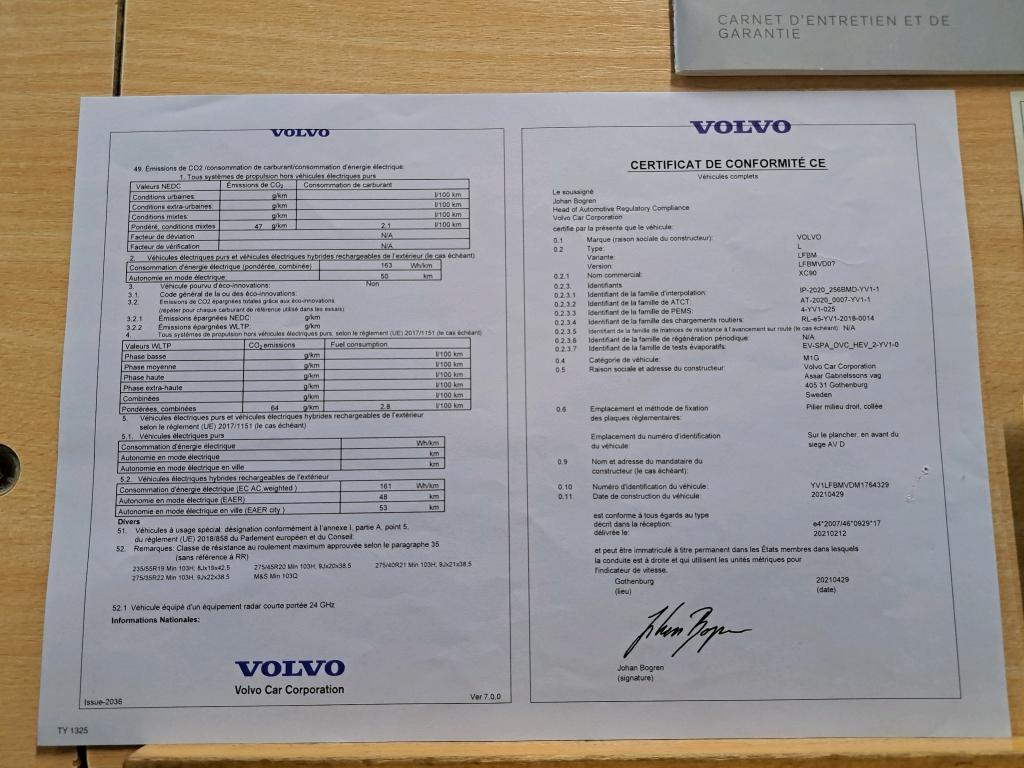 CARNET D'ENTRETIEN ET DE
GARANTIE
VOLVO
49. Émissions de CO2 /consommation de carburant/consommation d'énergie électrique:
1. Tous systèmes de propulsion hors véhicules électriques purs
Valeurs NEDC Émissions de CO2 Consommation de carburant
Conditions urbaines: g/km l/100 km
Conditions extra-urbaines: g/km l/100 km
Conditions mixtes: g/km l/100 km
Pondéré, conditions mixtes 47 g/km 2.1 l/100 km
Facteur de déviation N/A
Facteur de vérification N/A
2. Véhicules électriques purs et véhicules électriques hybrides rechargeables de l'extérieur (le cas échéant)
Consommation d'énergie électrique (pondérée, combinée) 163 Wh/km
Autonomie en mode électrique: 50 km
3. Véhicule pourvu d'éco-innovations: Non
3.1. Code général de la ou des éco-innovations:
3.2. Émissions de CO2 épargnées totales grâce aux éco-innovations
(répéter pour chaque carburant de référence utilisé dans les essais)
3.2.1 Émissions épargnées NEDC: g/km
3.2.2 Émissions épargnées WLTP: g/km
4. Tous systèmes de propulsion hors véhicules électriques purs, selon le règlement (UE) 2017/1151 (le cas échéant)
Valeurs WLTP CO2 emissions Fuel consumption
Phase basse g/km l/100 km
Phase moyenne g/km l/100 km
Phase haute g/km l/100 km
Phase extra-haute g/km l/100 km
Combinées g/km l/100 km
Pondérées, combinées 64 g/km 2.8 l/100 km
5. Véhicules électriques purs et véhicules électriques hybrides rechargeables de l'extérieur
selon le règlement (UE) 2017/1151 (le cas échéant)
5.1. Véhicules électriques purs
Consommation d'énergie électrique Wh/km
Autonomie en mode électrique km
Autonomie en mode électrique en ville km
5.2. Véhicules électriques hybrides rechargeables de l'extérieur
Consommation d'énergie électrique (EC AC,weighted ) 161 Wh/km
Autonomie en mode électrique (EAER) 48 km
Autonomie en mode électrique en ville (EAER city ) 53 km
Divers
51. Véhicules à usage spécial: désignation conformément à l'annexe I, partie A, point 5,
du règlement (UE) 2018/858 du Parlement européen et du Conseil:
52. Remarques: Classe de résistance au roulement maximum approuvée selon le paragraphe 35
(sans référence à RR)
235/55R19 Min 103H; 8Jx19x42.5 275/45R20 Min 103H; 9Jx20x38.5 275/40R21 Min 103H; 9Jx21x38.5
275/35R22 Min 103H; 9Jx22x38.5 M&S Min 103Q
52.1 Véhicule équipé d'un équipement radar courte portée 24 GHz
Informations Nationales:
VOLVO
Volvo Car Corporation
Issue-2036 Ver 7.0.0
TY 1325
VOLVO
CERTIFICAT DE CONFORMITÉ CE
Véhicules complets
Le soussigné
Johan Bogren
Head of Automotive Regulatory Compliance
Volvo Car Corporation
certifie par la présente que le véhicule:
0.1 Marque (raison sociale du constructeur): VOLVO
0.2 Type: L
Variante: LFBM
Version: LFBMVD0?
0.2.1 Nom commercial: XC90
0.2.3. Identifiants
0.2.3.1 Identifiant de la famille d'interpolation: IP-2020_256BMD-YV1-1
0.2.3.2 Identifiant de la famille de ATCT: AT-2020_0007-YV1-1
0.2.3.3 Identifiant de la famille de PEMS: 4-YV1-025
0.2.3.4 Identifiant de la famille des chargements routiers: RL-e5-YV1-2018-0014
0.2.3.5 Identifiant de la famille de matrices de résistance à l'avancement sur route (le cas échéant): N/A
0.2.3.6 Identifiant de la famille de régénération périodique: N/A
0.2.3.7 Identifiant de la famille de tests évaporatifs: EV-SPA_OVC_HEV_2-YV1-0
0.4 Catégorie de véhicule: M1G
0.5 Raison sociale et adresse du constructeur: Volvo Car Corporation
Assar Gabrielssons vag
405 31 Gothenburg
Sweden
0.6 Emplacement et méthode de fixation Pilier milieu droit, collée
des plaques réglementaires:
Emplacement du numéro d'identification Sur le plancher, en avant du
du véhicule: siege AV D
0.9 Nom et adresse du mandataire du
constructeur (le cas échéant):
0.10 Numéro d'identification du véhicule: YV1LFBMVDM1764329
0.11 Date de construction du véhicule: 20210429
est conforme à tous égards au type
décrit dans la réception: e4*2007/46*0929*17
délivrée le: 20210212
et peut être immatriculé à titre permanent dans les États membres dans lesquels
la conduite est à droite et qui utilisent les unités métriques pour
l'indicateur de vitesse.
Gothenburg 20210429
(lieu) (date)
Johan Bogren
Johan Bogren
(signature)